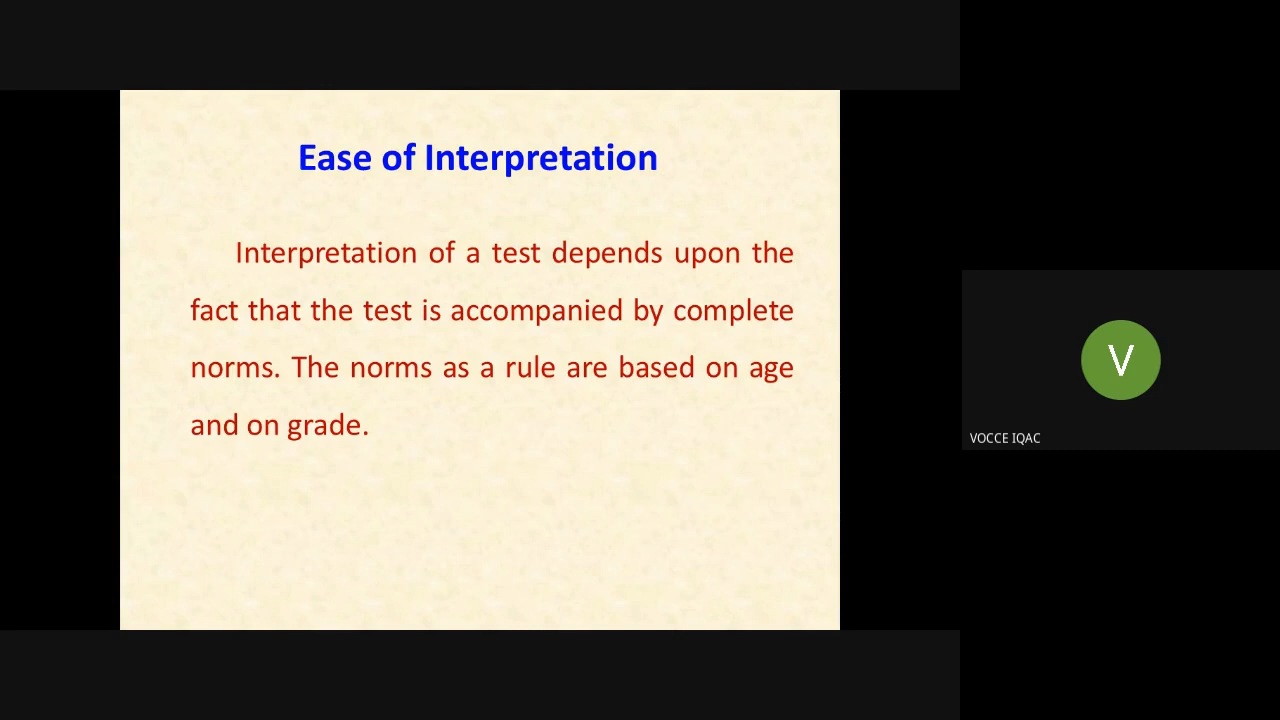 Ease of Interpretation
Interpretation of a test depends upon the
fact that the test is accompanied by complete
norms. The norms as a rule are based on age
and on grade.
V
VOCCE IQAC